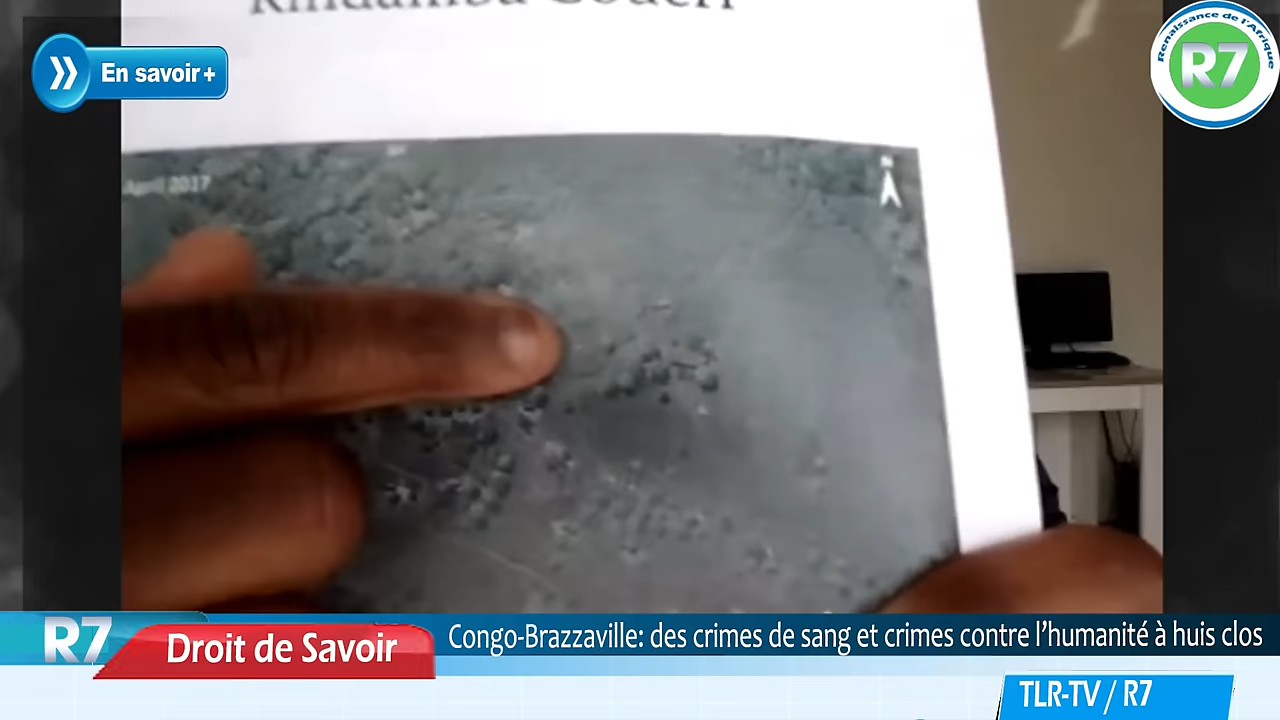 En savoir+
Renaissance de l'Afrique
R7
April 2017
N
R7
Droit de Savoir
Congo-Brazzaville: des crimes de sang et crimes contre l'humanité à huis clos
TLR-TV / R7